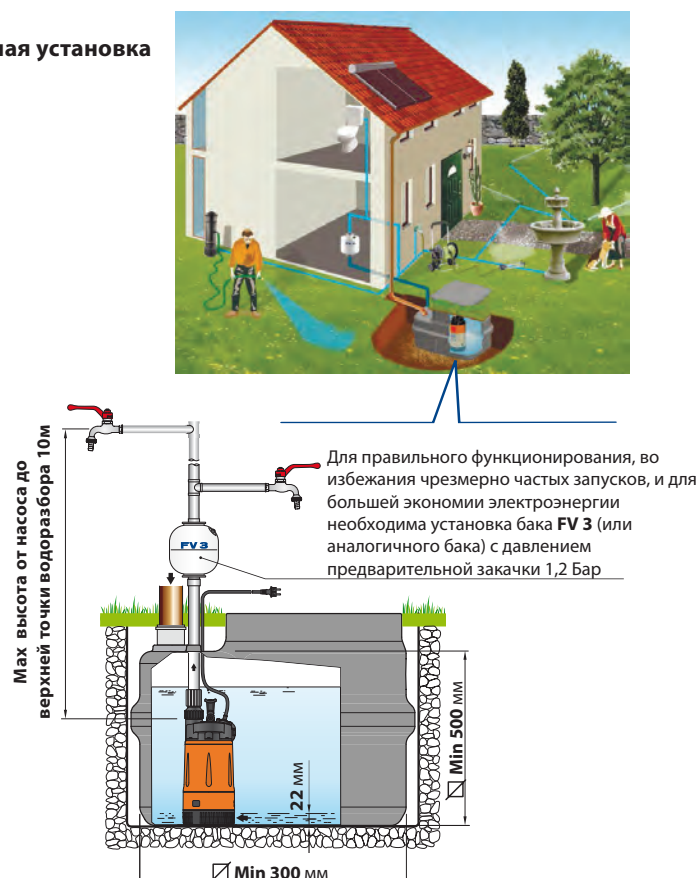 ная установка
Для правильного функционирования, во
избежания чрезмерно частых запусков, и для
большей экономии электроэнергии
необходима установка бака FV 3 (или
аналогичного бака) с давлением
предварительной закачки 1,2 Бар
FV 3
Max высота от насоса до
верхней точки водоразбора 10м
Min 500 мм
22 мм
Min 300 мм